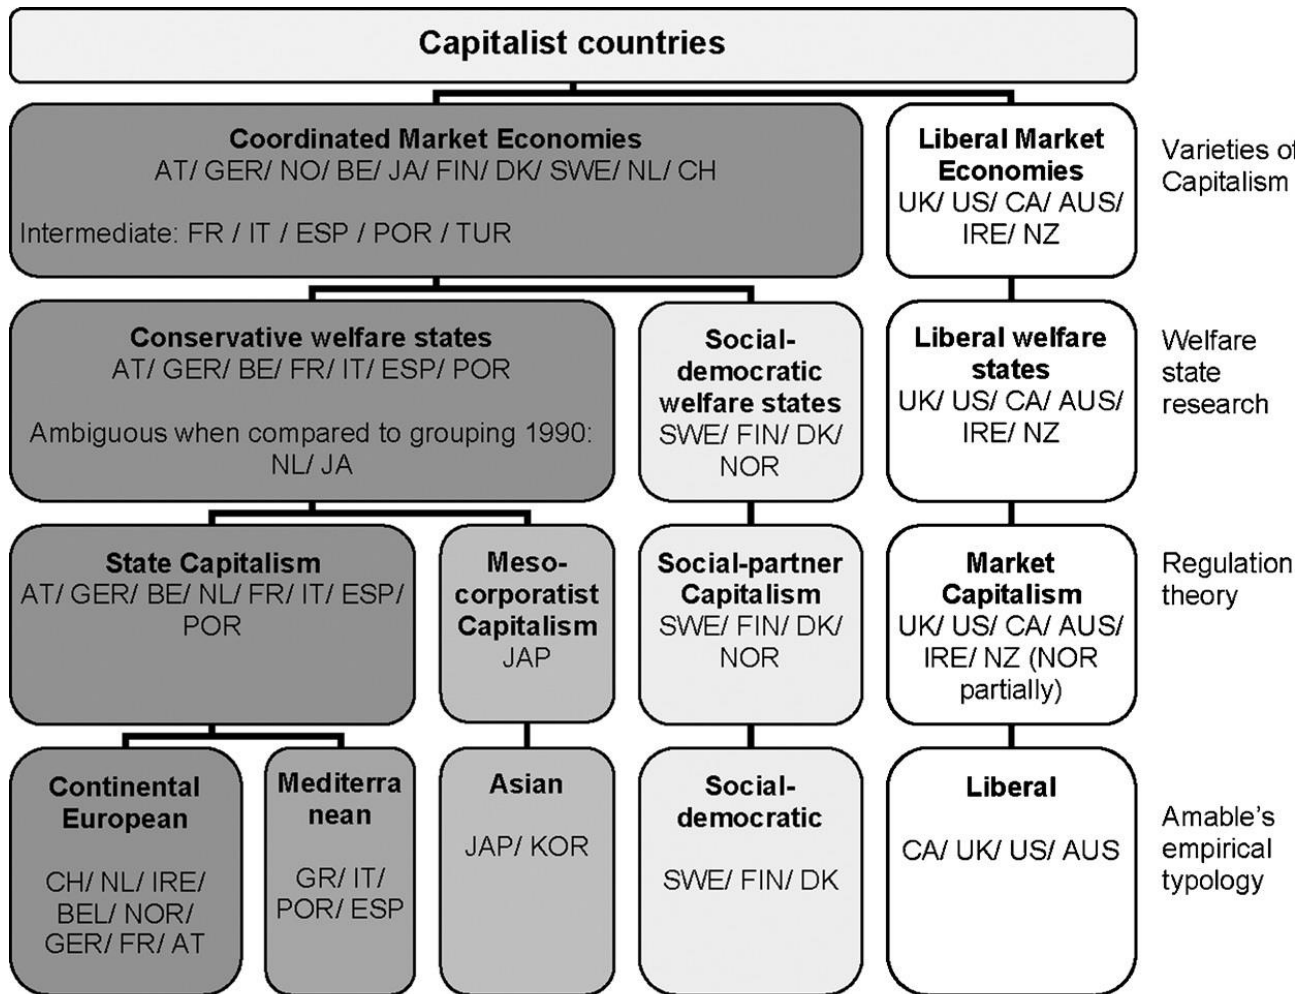 Capitalist countries
Coordinated Market Economies
AT/ GER/ NO/ BE/ JA/ FIN/ DK/ SWE/ NL/ CH
Intermediate: FR / IT / ESP / POR / TUR
Liberal Market
Economies
UK/ US/ CA/ AUS/
IRE/ NZ
Varieties of
Capitalism
Conservative welfare states
AT/ GER/ BE/ FR/ IT/ ESP/ POR
Ambiguous when compared to grouping 1990:
NL/ JA
Social-
democratic
welfare states
SWE/ FIN/ DK/
NOR
Liberal welfare
states
UK/ US/ CA/ AUS/
IRE/ NZ
Welfare
state
research
State Capitalism
AT/ GER/ BE/ NL/ FR/ IT/ ESP/
POR
Meso-
corporatist
Capitalism
JAP
Social-partner
Capitalism
SWE/ FIN/ DK/
NOR
Market
Capitalism
UK/ US/ CA/ AUS/
IRE/ NZ (NOR
partially)
Regulation
theory
Continental
European
CH/ NL/ IRE/
BEL/ NOR/
GER/ FR/ AT
Mediterra
nean
GR/ IT/
POR/ ESP
Asian
JAP/ KOR
Social-
democratic
SWE/ FIN/ DK
Liberal
CA/ UK/ US/ AUS
Amable's
empirical
typology